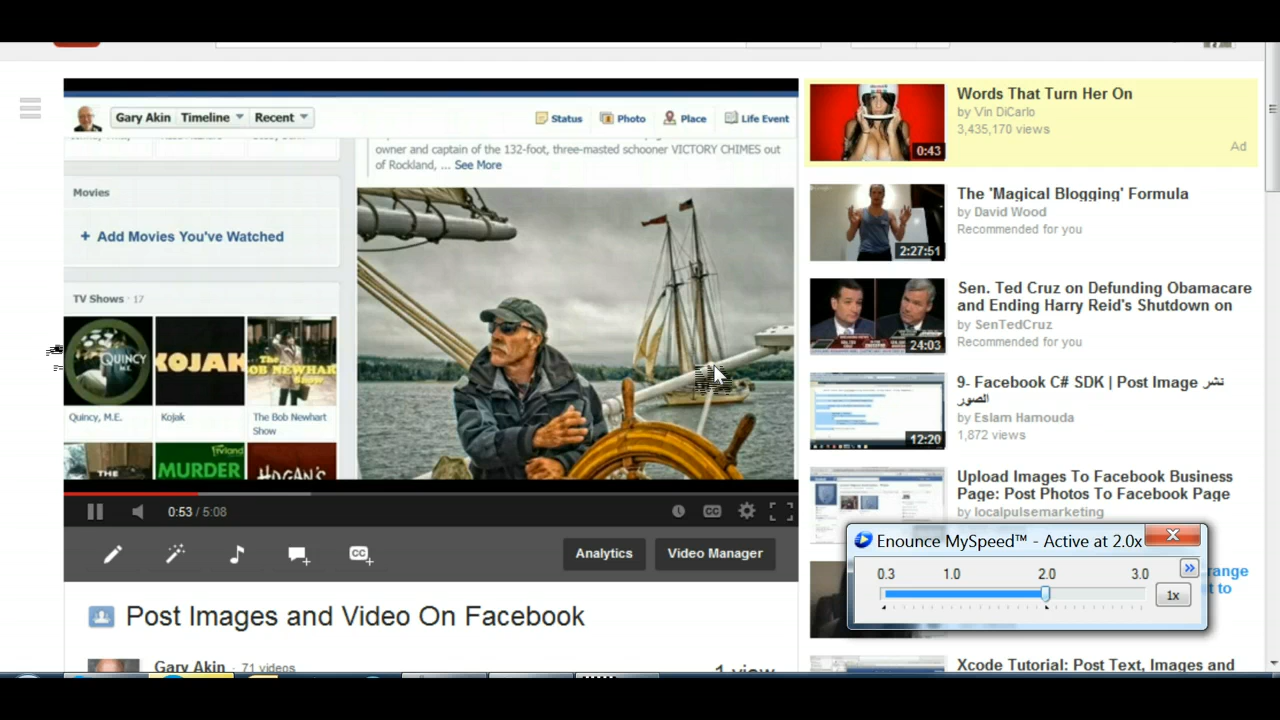 Gary Akin Timeline Recent Status Photo Place Life Event
owner and captain of the 132-foot, three-masted schooner VICTORY CHIMES out
of Rockland, ... See More
Movies
+ Add Movies You've Watched
TV Shows · 17
QUINCY M.E.
KOJAK
The
BOB NEWHART
Show
Quincy, M.E.
Kojak
The Bob Newhart
Show
THE
MURDER
HOGAN'S
0:53 / 5:08
CC
CC
Analytics
Video Manager
Post Images and Video On Facebook
Gary Akin · 71 videos
1 view
Words That Turn Her On
by Vin DiCarlo
3,435,170 views
Ad
0:43
The 'Magical Blogging' Formula
by David Wood
Recommended for you
2:27:51
Sen. Ted Cruz on Defunding Obamacare
and Ending Harry Reid's Shutdown on
by SenTedCruz
Recommended for you
24:03
9- Facebook C# SDK | Post Image نشر
الصور
by Eslam Hamouda
1,872 views
12:20
Upload Images To Facebook Business
Page: Post Photos To Facebook Page
by localpulsemarketing
Enounce MySpeed™ - Active at 2.0x
0.3 1.0 2.0 3.0
1x
range
t to
Xcode Tutorial: Post Text, Images and